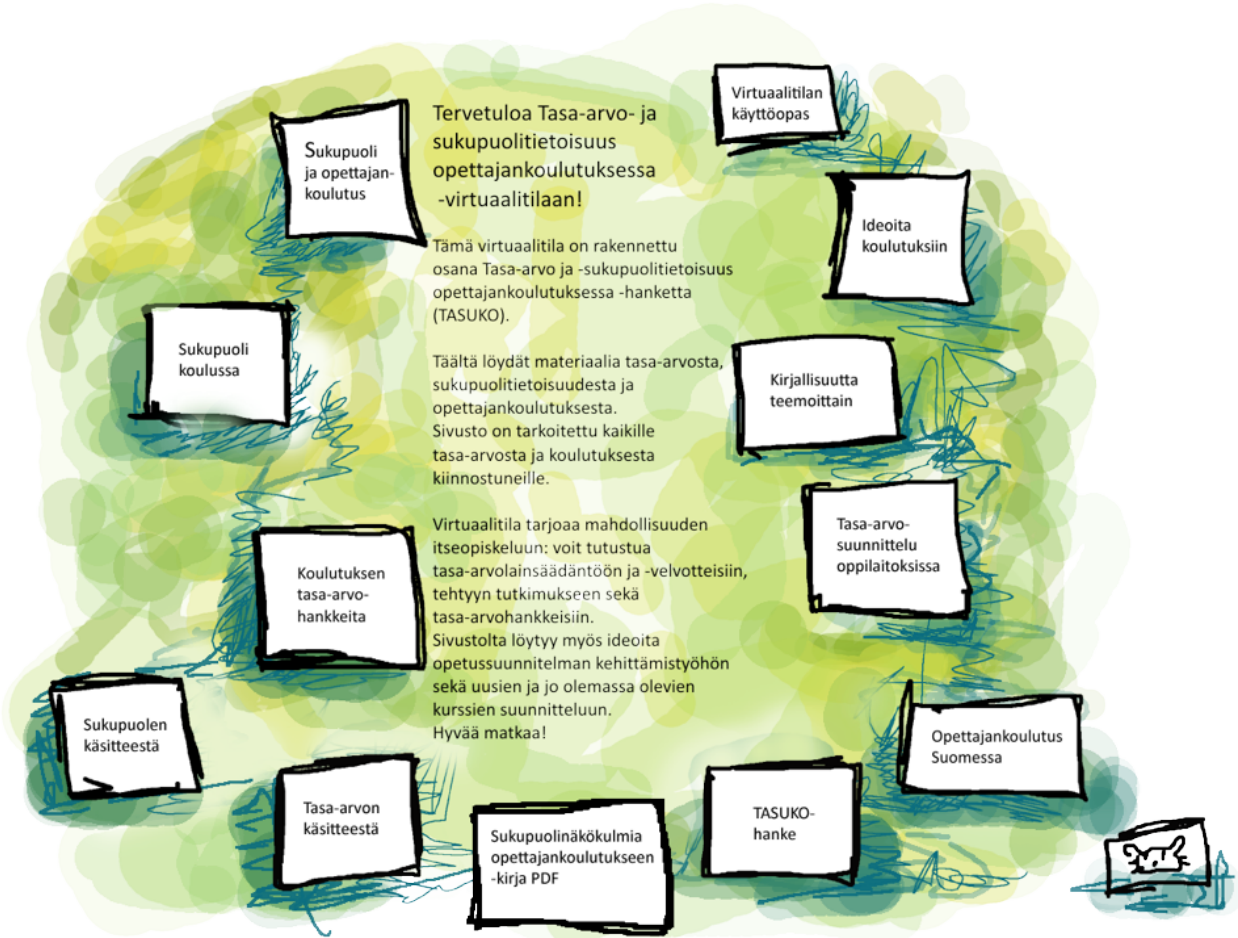 Tervetuloa Tasa-arvo- ja
sukupuolitietoisuus
opettajankoulutuksessa
-virtuaalitilaan!
Tämä virtuaalitila on rakennettu
osana Tasa-arvo ja -sukupuolitietoisuus
opettajankoulutuksessa -hanketta
(TASUKO).
Täältä löydät materiaalia tasa-arvosta,
sukupuolitietoisuudesta ja
opettajankoulutuksesta.
Sivusto on tarkoitettu kaikille
tasa-arvosta ja koulutuksesta
kiinnostuneille.
Virtuaalitila tarjoaa mahdollisuuden
itseopiskeluun: voit tutustua
tasa-arvolainsäädäntöön ja -velvotteisiin,
tehtyyn tutkimukseen sekä
tasa-arvohankkeisiin.
Sivustolta löytyy myös ideoita
opetussuunnitelman kehittämistyöhön
sekä uusien ja jo olemassa olevien
kurssien suunnitteluun.
Hyvää matkaa!
Sukupuoli
ja opettajan-
koulutus
Sukupuoli
koulussa
Koulutuksen
tasa-arvo-
hankkeita
Sukupuolen
käsitteestä
Tasa-arvon
käsitteestä
Sukupuolinäkökulmia
opettajankoulutukseen
-kirja PDF
TASUKO-
hanke
Opettajankoulutus
Suomessa
Tasa-arvo-
suunnittelu
oppilaitoksissa
Kirjallisuutta
teemoittain
Ideoita
koulutuksiin
Virtuaalitilan
käyttöopas